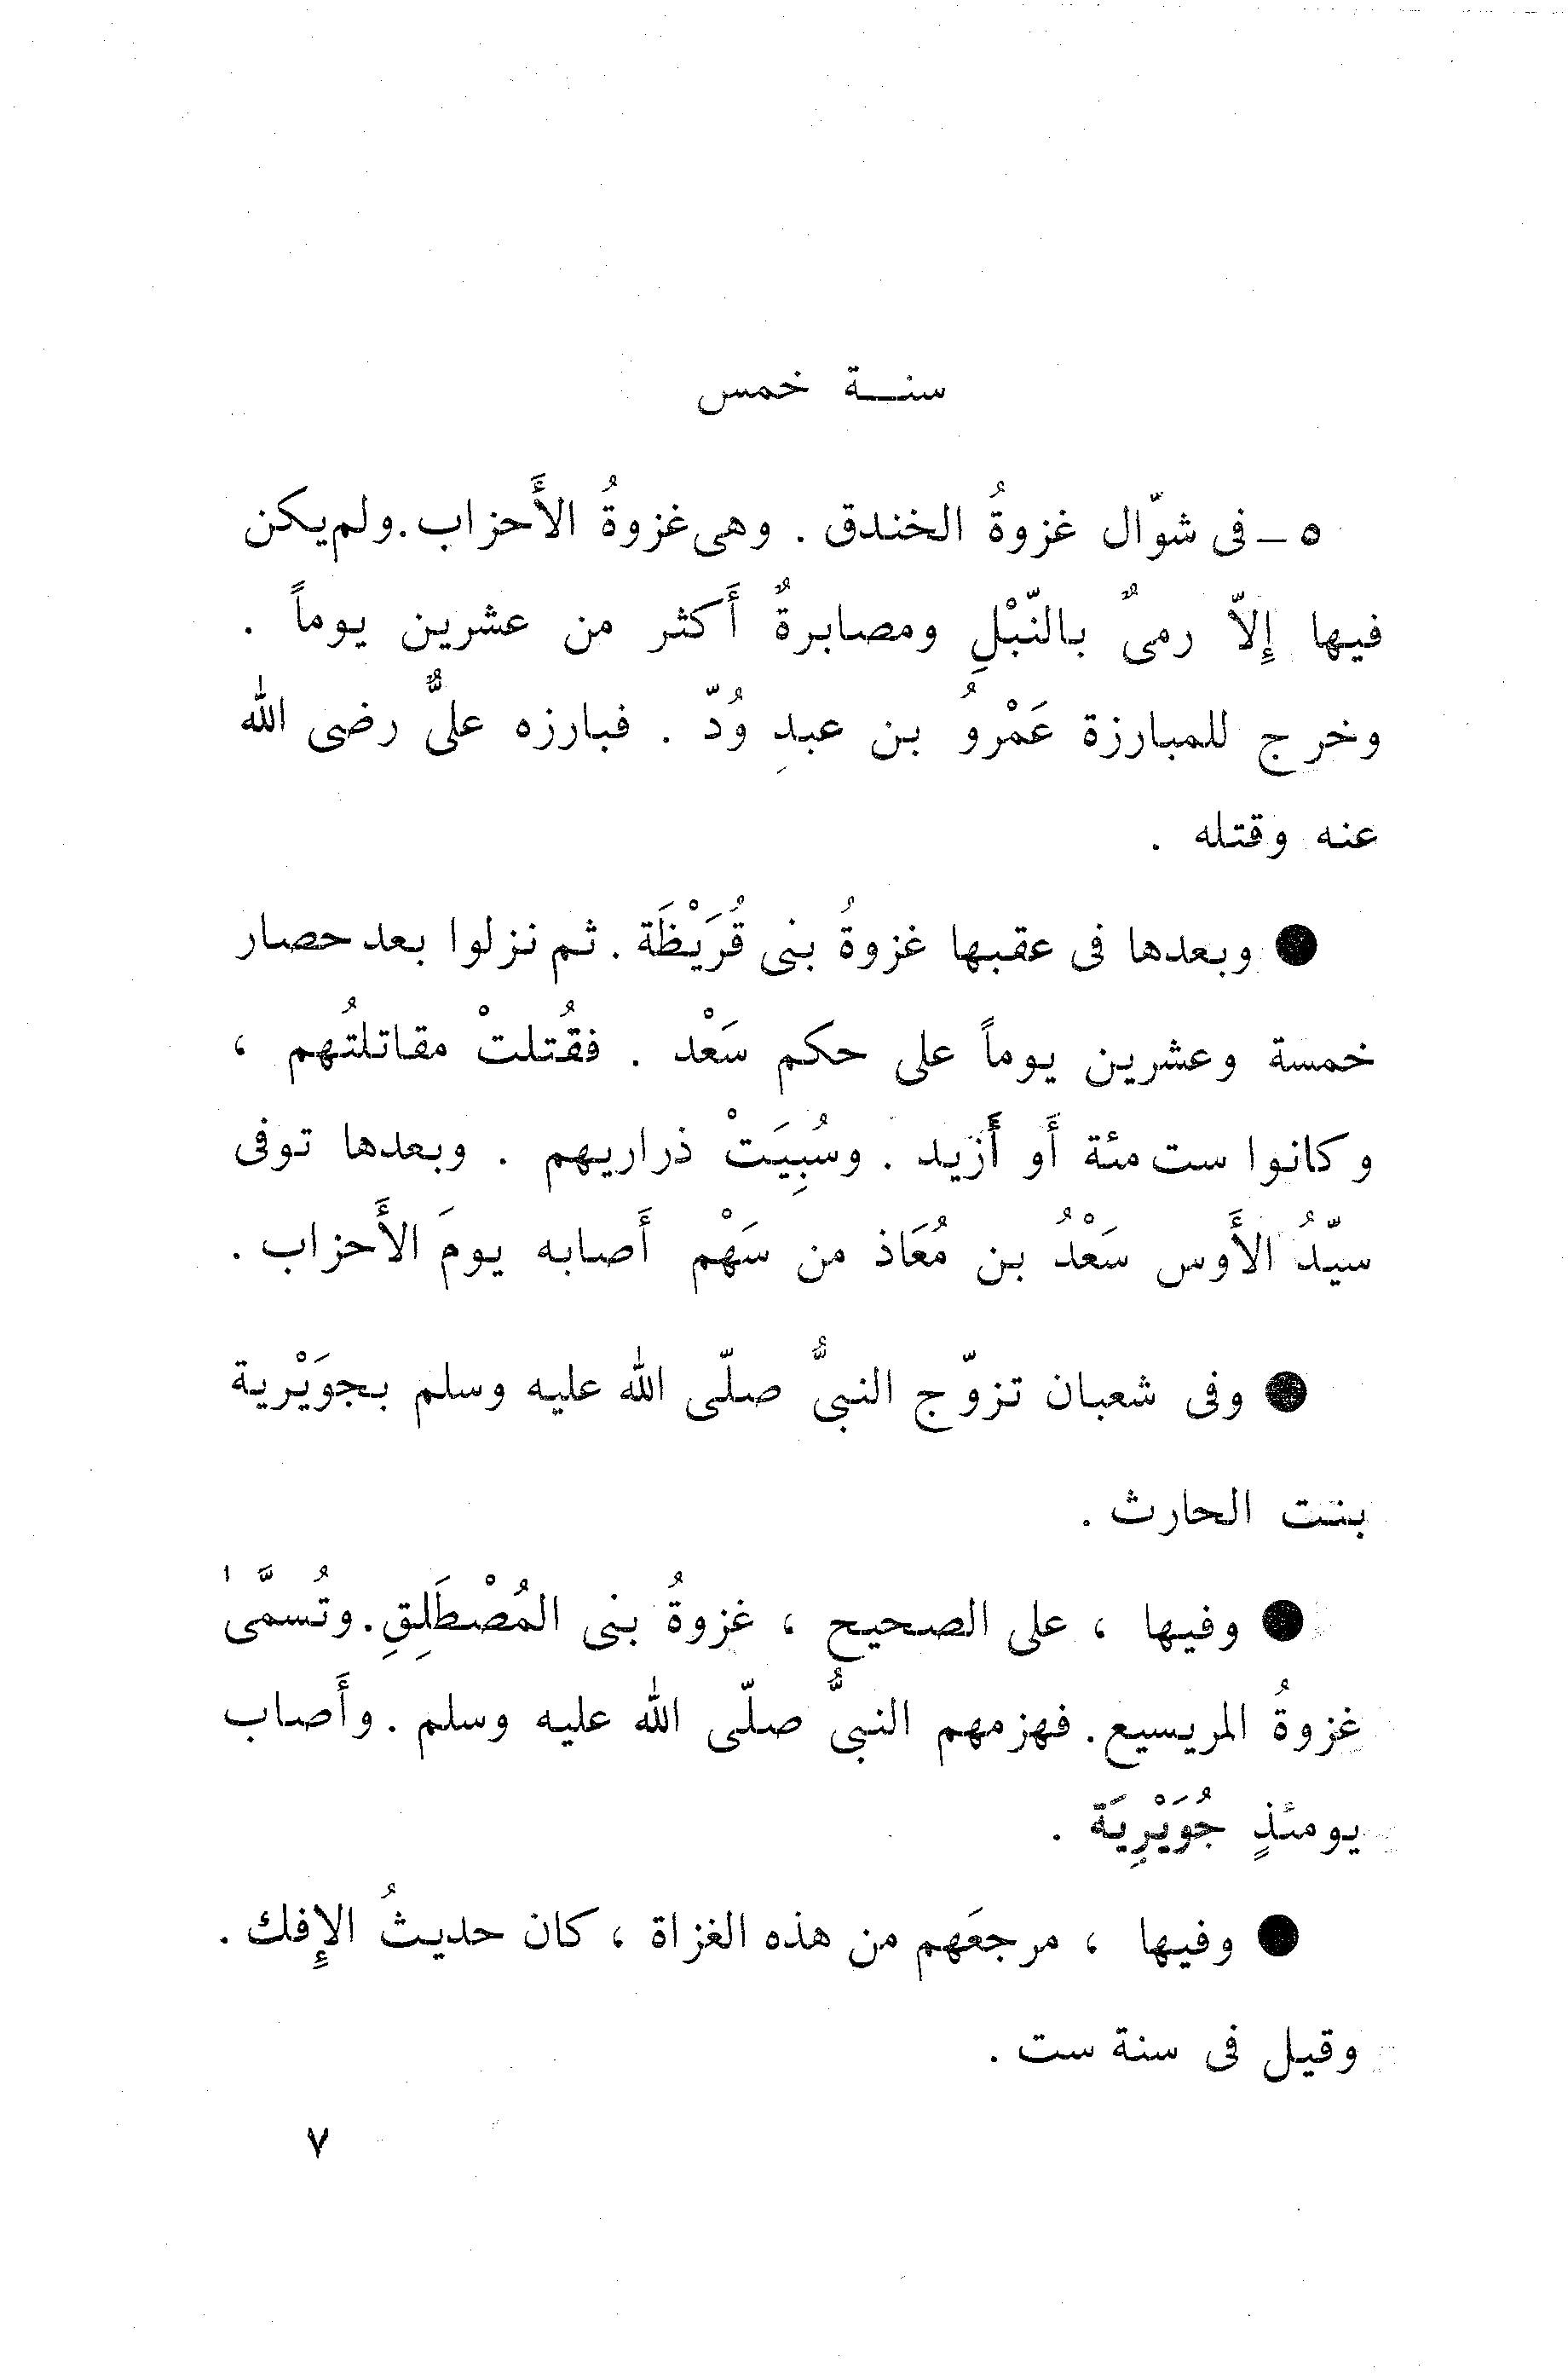 سنــة خمس
٥ - فى شوّال غزوةُ الخندق . وهى غزوةُ الأَحزاب . ولم يكن
فيها إِلاّ رمىٌ بالنّبْلِ ومصابرةٌ أَكثر من عشرين يوماً .
وخرج للمبارزة عَمْروُ بن عبدِ وُدّ . فبارزه علىٌّ رضى الله
عنه وقتله .
● وبعدها فى عقبها غزوةُ بنى قُرَيْظَة . ثم نزلوا بعد حصار
خمسة وعشرين يوماً على حكم سَعْد . فقُتلتْ مقاتلتُهم ،
وكانوا ست مئة أَو أَزيد . وسُبِيَتْ ذراريهم . وبعدها توفى
سيّدُ الأَوس سَعْدُ بن مُعَاذ من سَهْم أَصابه يومَ الأَحزاب .
● وفى شعبان تزوّج النبىُّ صلّى الله عليه وسلم بجوَيْرية
بنت الحارث .
● وفيها ، على الصحيح ، غزوةُ بنى المُصْطَلِقِ . وتُسمَّىٰ
غزوةُ المريسيع . فهزمهم النبىُّ صلّى الله عليه وسلم . وأَصاب
يومئذٍ جُوَيْرِيَة .
● وفيها ، مرجعَهم من هذه الغزاة ، كان حديثُ الإِفك .
وقيل فى سنة ست .
٧